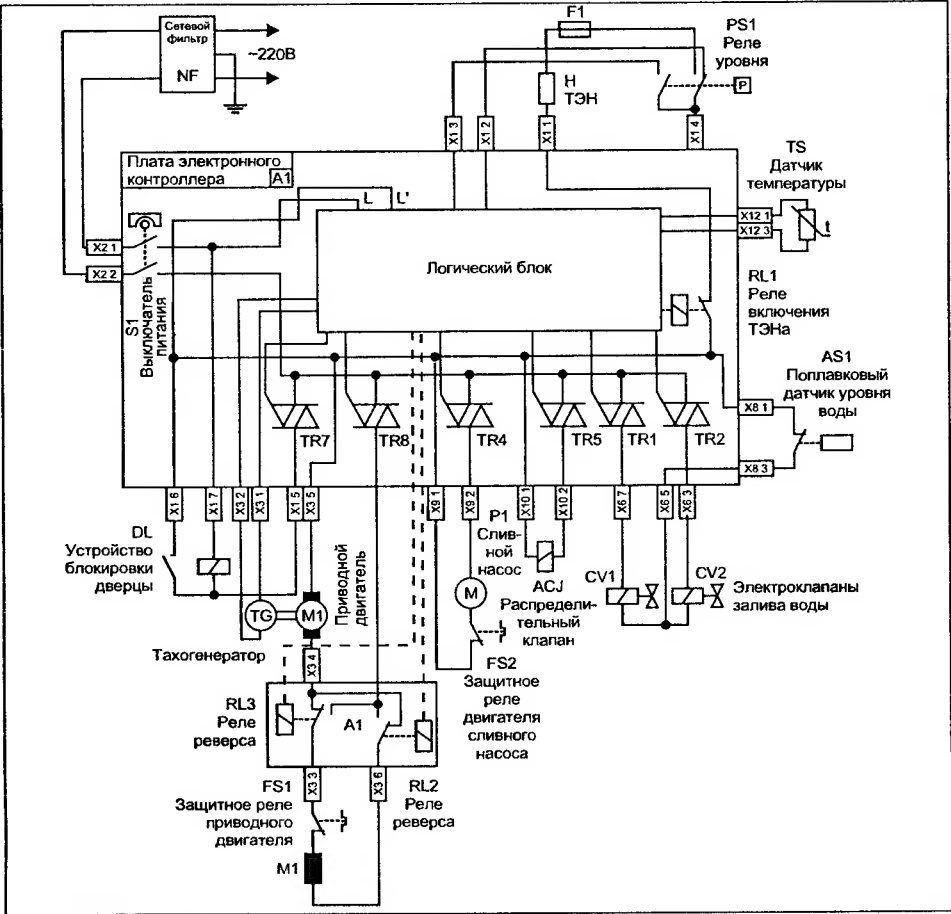 Сетевой
фильтр
NF
~220В
F1
PS1
Реле
уровня
P
H
ТЭН
X1 3
X1 2
X1 1
X1 4
TS
Датчик
температуры
Плата электронного
контроллера A1
L L'
X12 1
X12 3
t
X2 1
X2 2
Логический блок
S1
Выключатель
питания
RL1
Реле
включения
ТЭНа
AS1
Поплавковый
датчик уровня
воды
X8 1
X8 3
TR7
TR8
TR4
TR5
TR1
TR2
X1 6
X1 7
X3 2
X3 1
X1 5
X3 5
X9 1
X9 2
X10 1
X10 2
X6 7
X6 5
X6 3
DL
Устройство
блокировки
дверцы
P1
Слив-
ной
насос
Приводной
двигатель
TG
M1
M
ACJ
Распредели-
тельный
клапан
CV1
CV2
Электроклапаны
залива воды
Тахогенератор
X3 4
FS2
Защитное
реле
двигателя
сливного
насоса
RL3
Реле
реверса
A1
X3 3
X3 6
FS1
Защитное реле
приводного
двигателя
RL2
Реле
реверса
M1